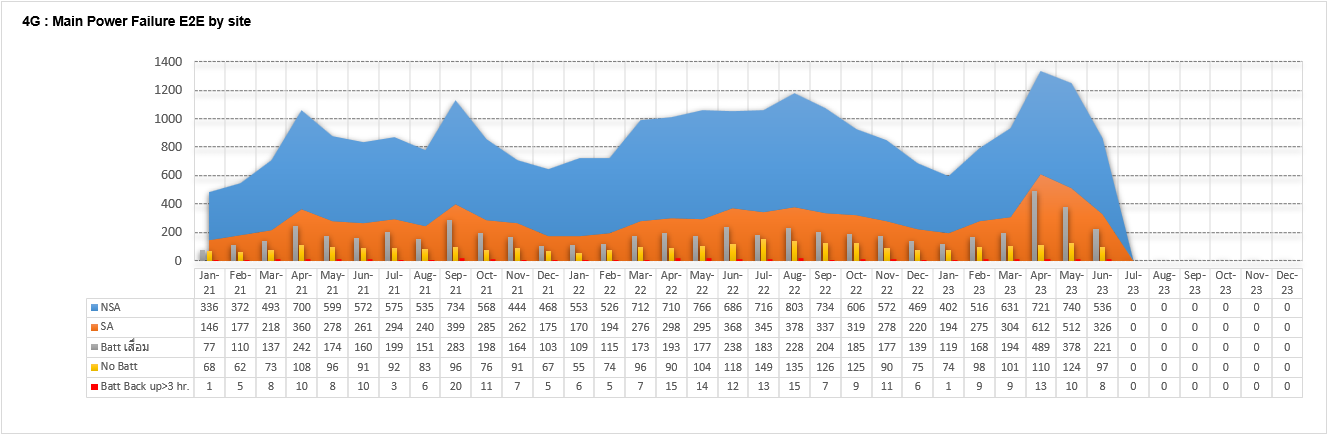 4G : Main Power Failure E2E by site
1400
1200
1000
800
600
400
200
0
Jan-21 Feb-21 Mar-21 Apr-21 May-21 Jun-21 Jul-21 Aug-21 Sep-21 Oct-21 Nov-21 Dec-21 Jan-22 Feb-22 Mar-22 Apr-22 May-22 Jun-22 Jul-22 Aug-22 Sep-22 Oct-22 Nov-22 Dec-22 Jan-23 Feb-23 Mar-23 Apr-23 May-23 Jun-23 Jul-23 Aug-23 Sep-23 Oct-23 Nov-23 Dec-23
NSA 336 372 493 700 599 572 575 535 734 568 444 468 553 526 712 710 766 686 716 803 734 606 572 469 402 516 631 721 740 536 0 0 0 0 0 0
SA 146 177 218 360 278 261 294 240 399 285 262 175 170 194 276 298 295 368 345 378 337 319 278 220 194 275 304 612 512 326 0 0 0 0 0 0
Batt เสื่อม 77 110 137 242 174 160 199 151 283 198 164 103 109 115 173 193 177 238 183 228 204 185 177 139 119 168 194 489 378 221 0 0 0 0 0 0
No Batt 68 62 73 108 96 91 92 83 96 76 91 67 55 74 96 90 104 118 149 135 126 125 90 75 74 98 101 110 124 97 0 0 0 0 0 0
Batt Back up>3 hr. 1 5 8 10 8 10 3 6 20 11 7 5 6 5 7 15 14 12 13 15 7 9 11 6 1 9 9 13 10 8 0 0 0 0 0 0